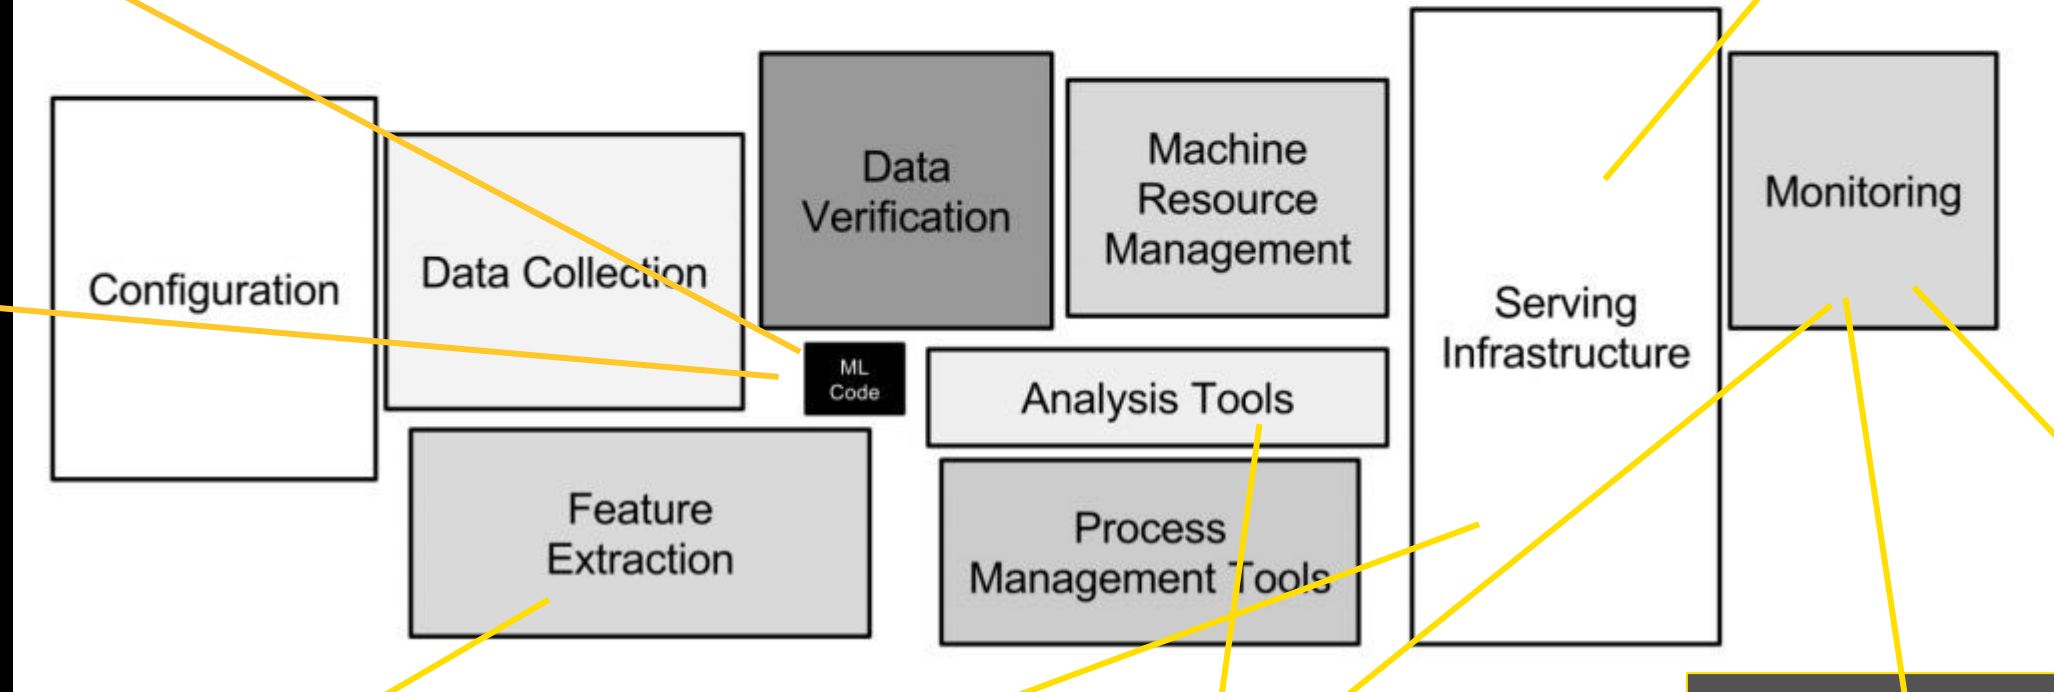 Configuration
Data Collection
Data
Verification
Machine
Resource
Management
Serving
Infrastructure
Monitoring
ML
Code
Analysis Tools
Feature
Extraction
Process
Management Tools